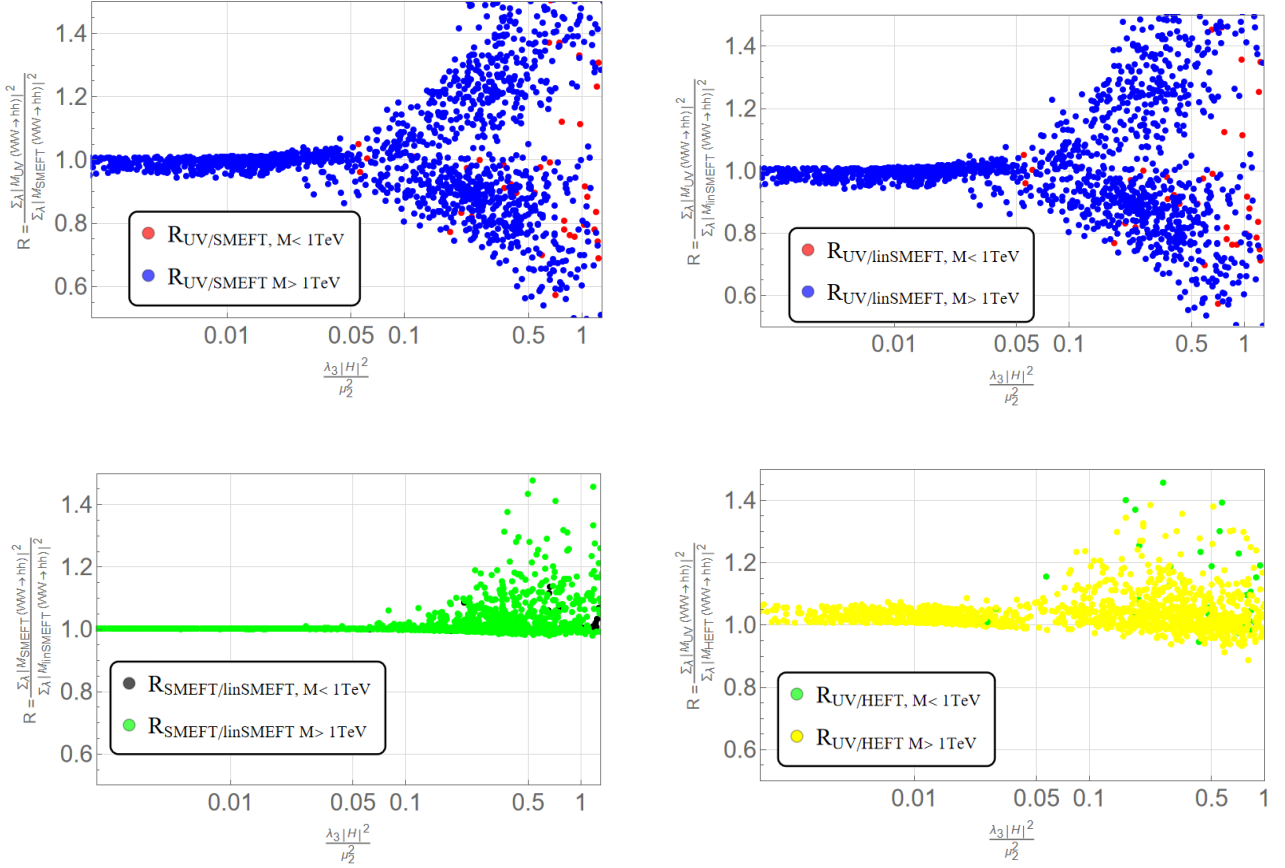 1.4
1.2
1.0
0.8
0.6
R = Σλ|MUV (WW→hh)|² / Σλ|MSMEFT (WW→hh)|²
RUV/SMEFT, M< 1TeV
RUV/SMEFT M> 1TeV
0.01 0.05 0.1 0.5 1
λ3|H|² / μ2²
1.4
1.2
1.0
0.8
0.6
R = Σλ|MUV (WW→hh)|² / Σλ|MlinSMEFT (WW→hh)|²
RUV/linSMEFT, M< 1TeV
RUV/linSMEFT, M> 1TeV
0.01 0.05 0.1 0.5 1
λ3|H|² / μ2²
1.4
1.2
1.0
0.8
0.6
R = Σλ|MSMEFT (WW→hh)|² / Σλ|MlinSMEFT (WW→hh)|²
RSMEFT/linSMEFT, M< 1TeV
RSMEFT/linSMEFT M> 1TeV
0.01 0.05 0.1 0.5 1
λ3|H|² / μ2²
1.4
1.2
1.0
0.8
0.6
R = Σλ|MUV (WW→hh)|² / Σλ|MHEFT (WW→hh)|²
RUV/HEFT, M< 1TeV
RUV/HEFT M> 1TeV
0.01 0.05 0.1 0.5 1
λ3|H|² / μ2²